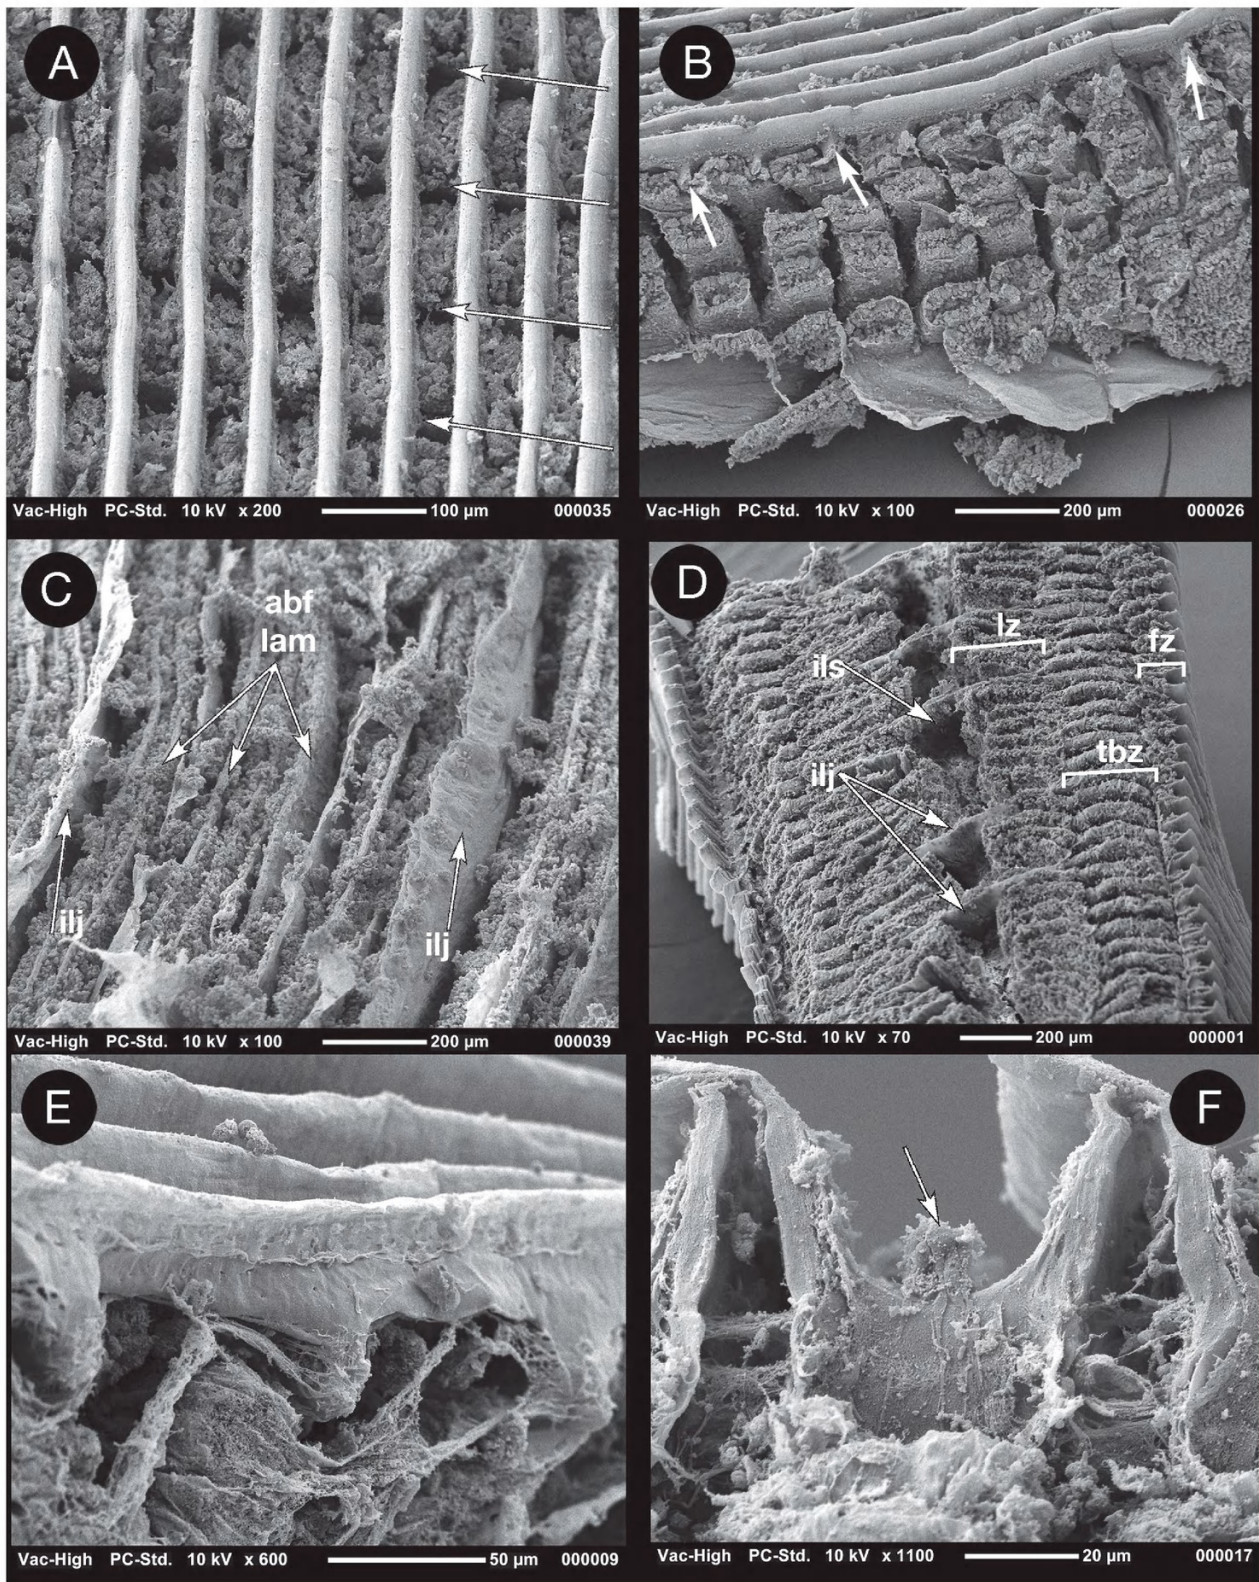 A
B
Vac-High PC-Std. 10 kV x 200 100 µm 000035
Vac-High PC-Std. 10 kV x 100 200 µm 000026
C
abf
lam
ilj
ilj
Vac-High PC-Std. 10 kV x 100 200 µm 000039
D
lz
fz
ils
tbz
ilj
Vac-High PC-Std. 10 kV x 70 200 µm 000001
E
F
Vac-High PC-Std. 10 kV x 600 50 µm 000009
Vac-High PC-Std. 10 kV x 1100 20 µm 000017